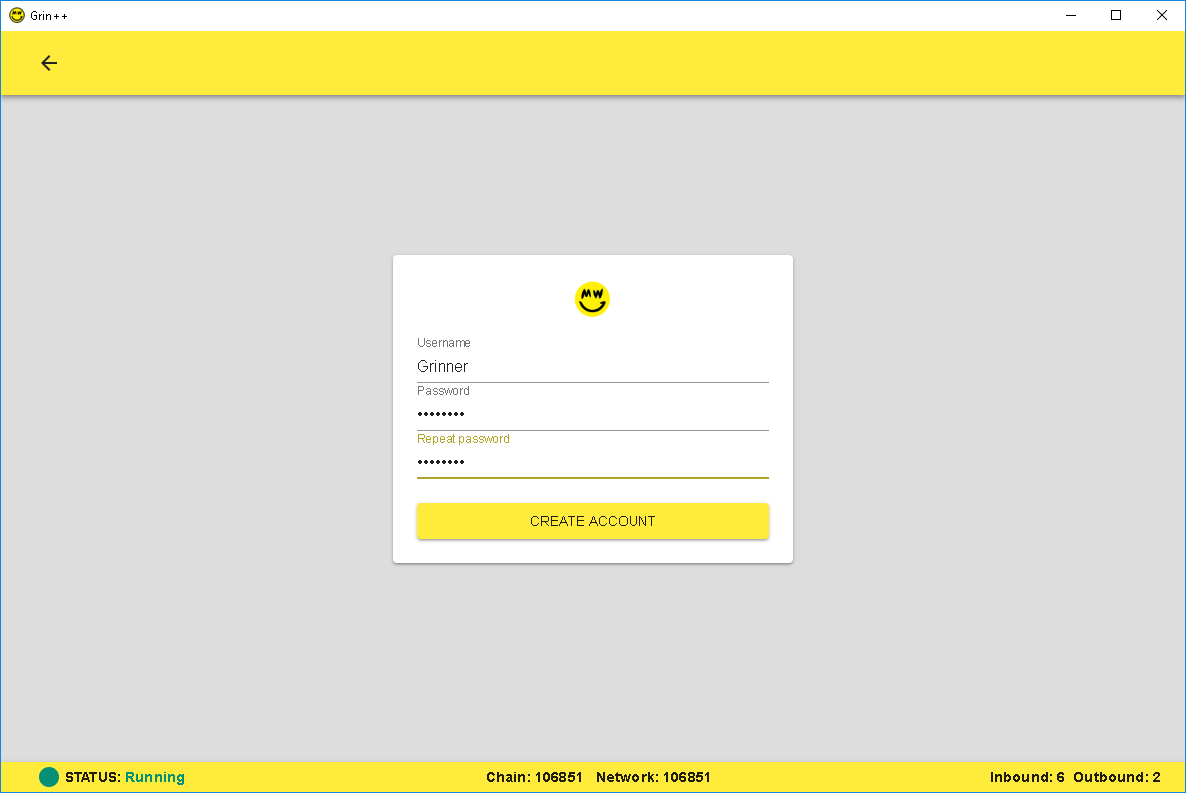 Grin++
MW
Username
Grinner
Password
••••••••
Repeat password
••••••••
CREATE ACCOUNT
STATUS: Running Chain: 106851 Network: 106851 Inbound: 6 Outbound: 2